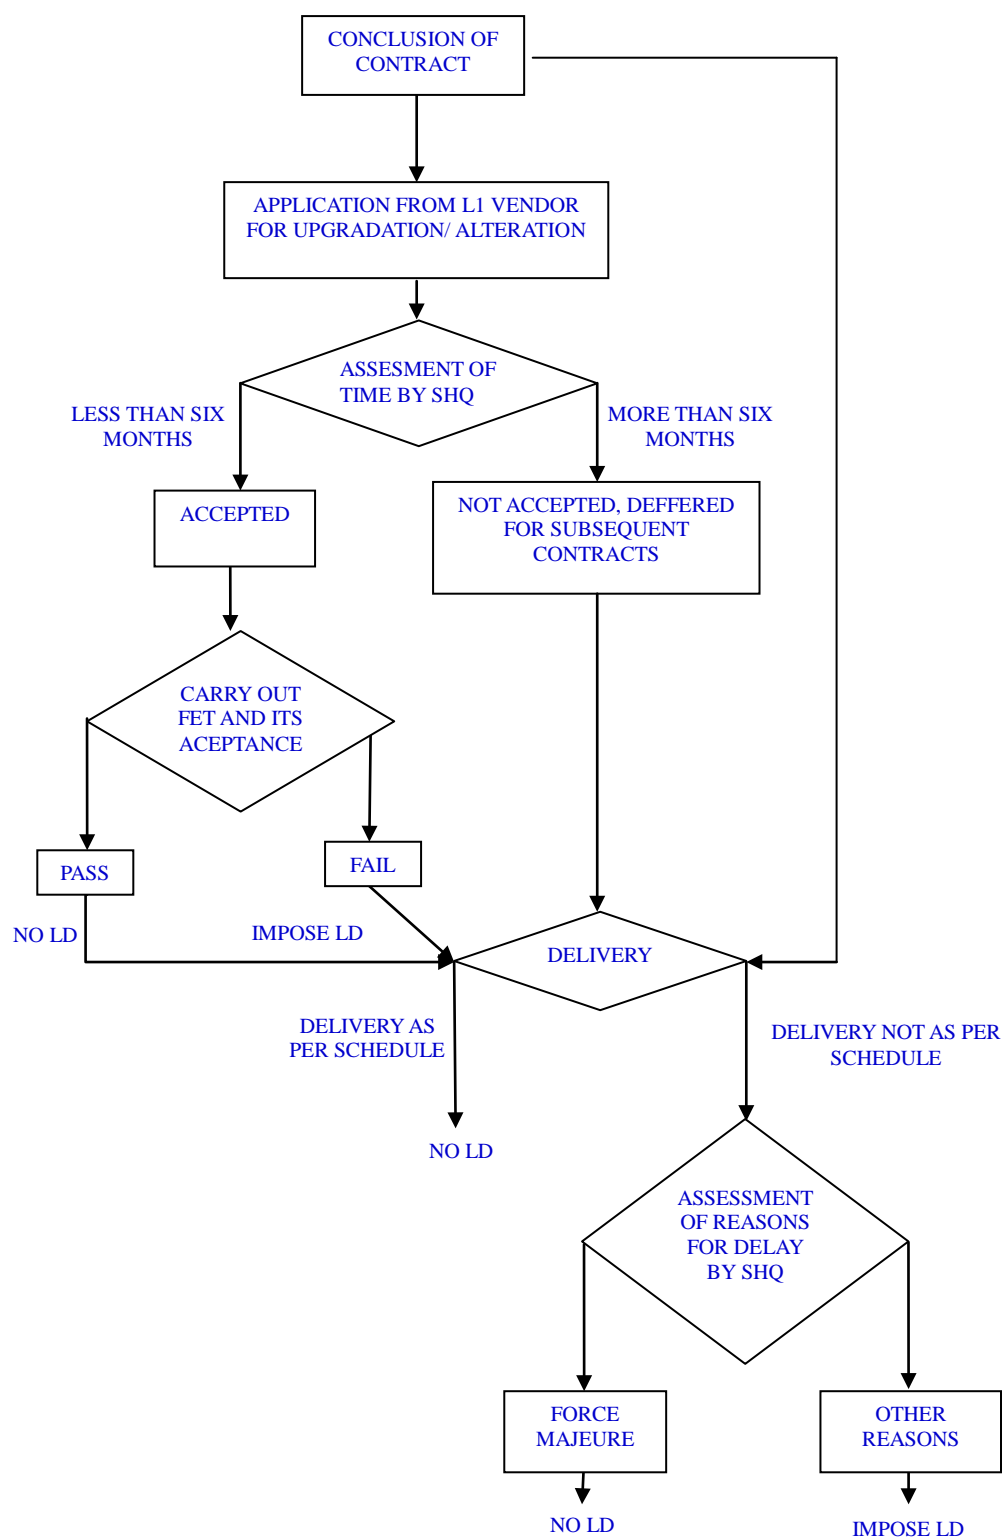 CONCLUSION OF
CONTRACT
APPLICATION FROM L1 VENDOR
FOR UPGRADATION/ ALTERATION
ASSESMENT OF
TIME BY SHQ
LESS THAN SIX
MONTHS
MORE THAN SIX
MONTHS
ACCEPTED
NOT ACCEPTED, DEFFERED
FOR SUBSEQUENT
CONTRACTS
CARRY OUT
FET AND ITS
ACEPTANCE
PASS
FAIL
NO LD
IMPOSE LD
DELIVERY
DELIVERY AS
PER SCHEDULE
DELIVERY NOT AS PER
SCHEDULE
NO LD
ASSESSMENT
OF REASONS
FOR DELAY
BY SHQ
FORCE
MAJEURE
OTHER
REASONS
NO LD
IMPOSE LD